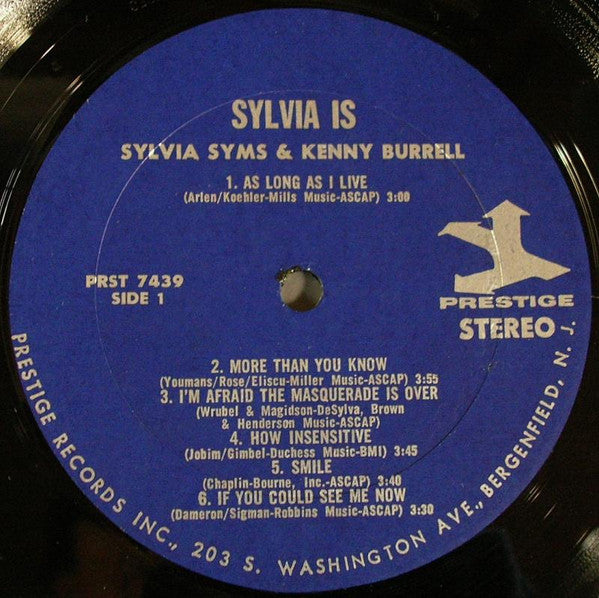 SYLVIA IS
SYLVIA SYMS & KENNY BURRELL
1. AS LONG AS I LIVE
(Arlen/Koehler-Mills Music-ASCAP) 3:00
PRST 7439
SIDE 1
PRESTIGE
STEREO
2. MORE THAN YOU KNOW
(Youmans/Rose/Eliscu-Miller Music-ASCAP) 3:55
3. I'M AFRAID THE MASQUERADE IS OVER
(Wrubel & Magidson-DeSylva, Brown
& Henderson Music-ASCAP)
4. HOW INSENSITIVE
(Jobim/Gimbel-Duchess Music-BMI) 3:45
5. SMILE
(Chaplin-Bourne, Inc.-ASCAP) 3:40
6. IF YOU COULD SEE ME NOW
(Dameron/Sigman-Robbins Music-ASCAP) 3:30
PRESTIGE RECORDS INC., 203 S. WASHINGTON AVE., BERGENFIELD, N. J.